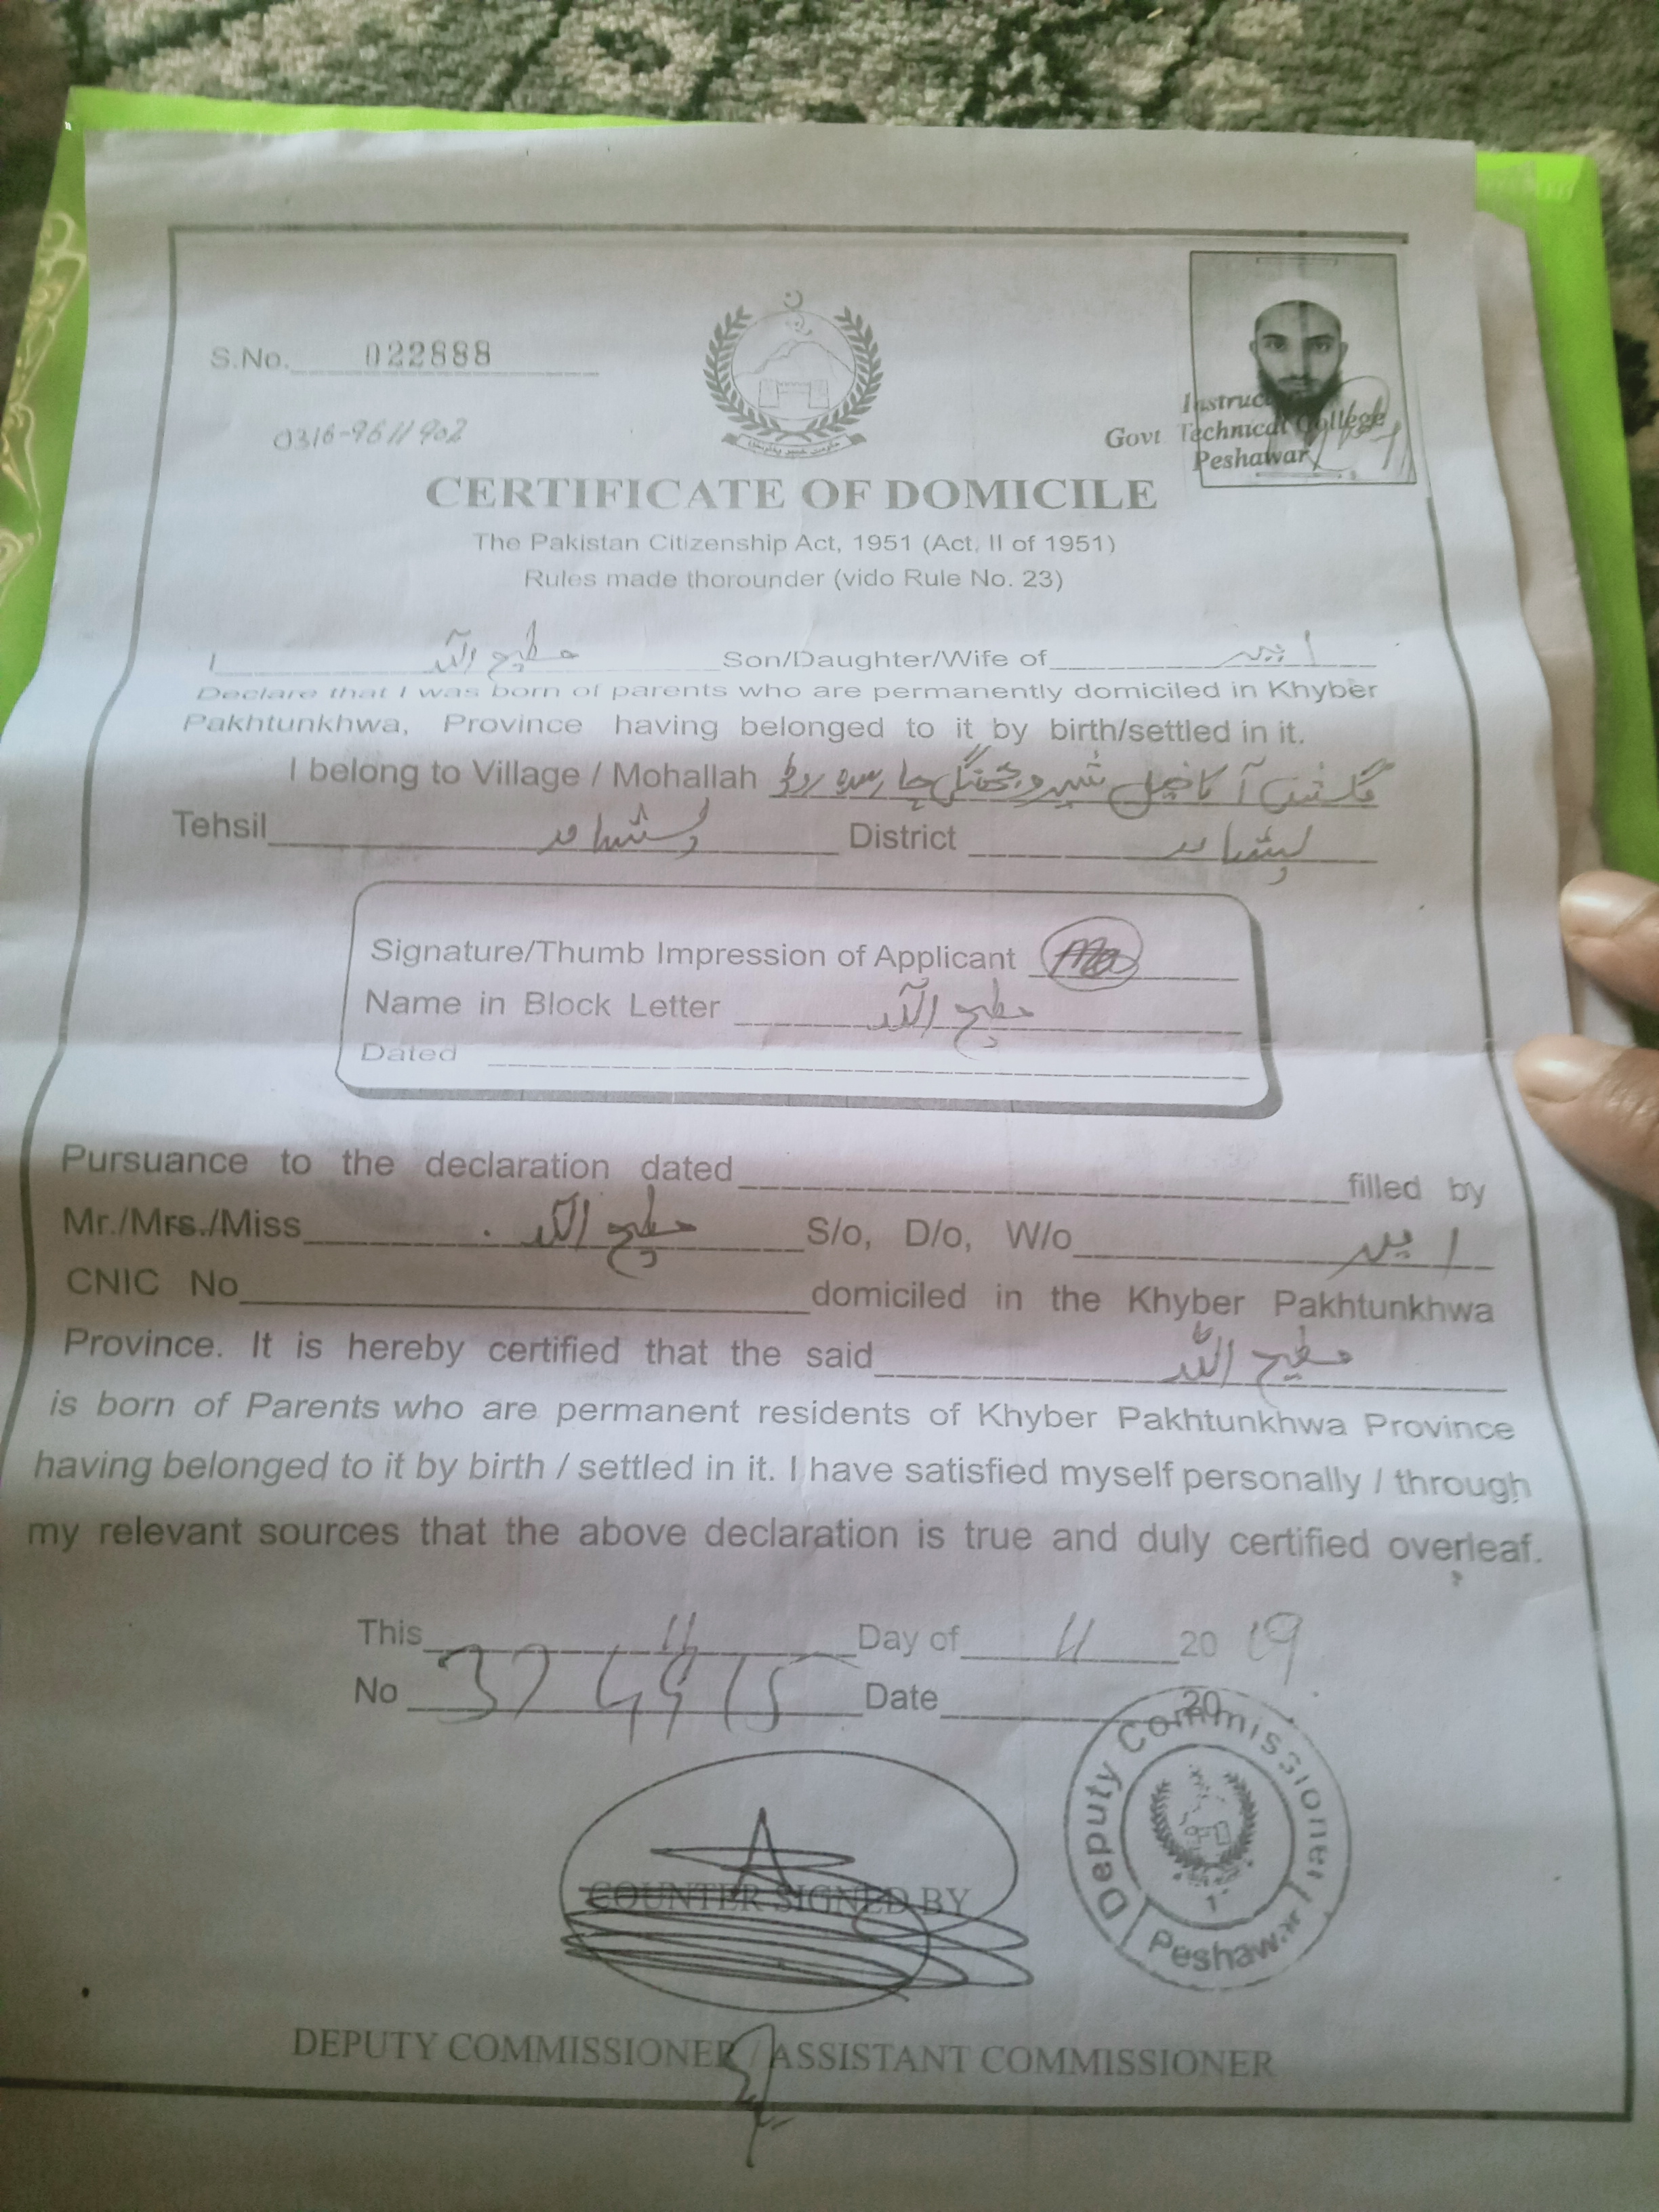 S.No. 022888
0316-9611902
Govt Technical College
Peshawar
CERTIFICATE OF DOMICILE
The Pakistan Citizenship Act, 1951 (Act, II of 1951)
Rules made thorounder (vido Rule No. 23)
I مطیع اللہ Son/Daughter/Wife of
Declare that I was born of parents who are permanently domiciled in Khyber
Pakhtunkhwa, Province having belonged to it by birth/settled in it.
I belong to Village / Mohallah گلشن آکاخیل چارسدہ روڈ
Tehsil پشاور District پشاور
Signature/Thumb Impression of Applicant
Name in Block Letter مطیع اللہ
Dated
Pursuance to the declaration dated filled by
Mr./Mrs./Miss مطیع اللہ S/o, D/o, W/o
CNIC No domiciled in the Khyber Pakhtunkhwa
Province. It is hereby certified that the said مطیع اللہ
is born of Parents who are permanent residents of Khyber Pakhtunkhwa Province
having belonged to it by birth / settled in it. I have satisfied myself personally / through
my relevant sources that the above declaration is true and duly certified overleaf.
This 11 Day of 11 2019
No Date 20
Deputy Commissioner
Peshawar
COUNTER SIGNED BY
DEPUTY COMMISSIONER / ASSISTANT COMMISSIONER